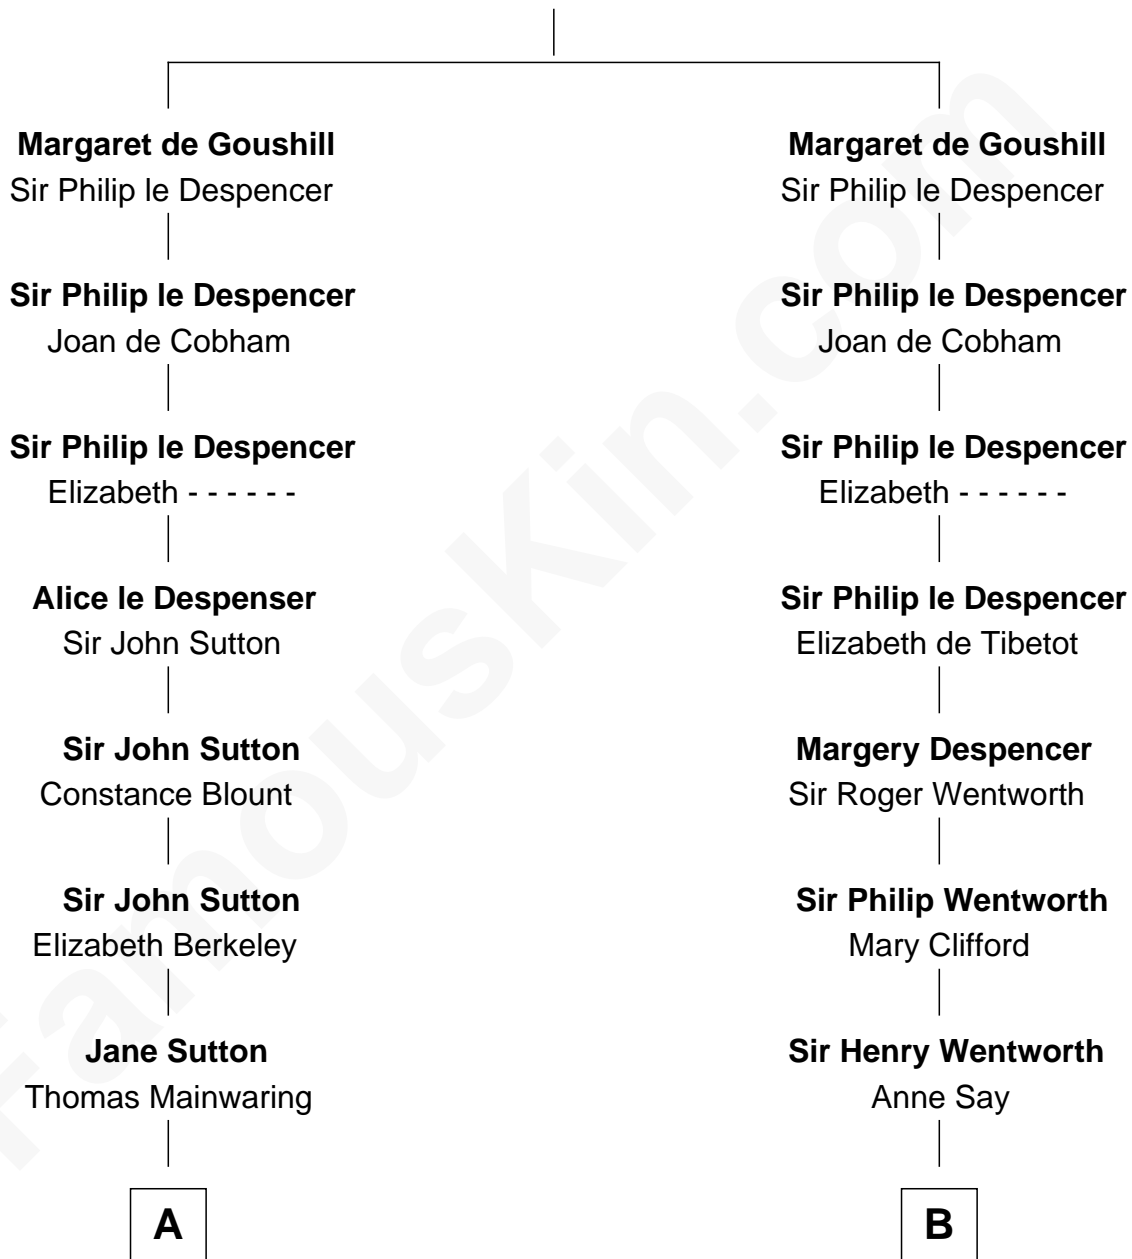 Margaret de Goushill
Sir Philip le Despencer
Sir Philip le Despencer
Joan de Cobham
Sir Philip le Despencer
Elizabeth - - - - - -
Alice le Despenser
Sir John Sutton
Sir John Sutton
Constance Blount
Sir John Sutton
Elizabeth Berkeley
Jane Sutton
Thomas Mainwaring
A
Margaret de Goushill
Sir Philip le Despencer
Sir Philip le Despencer
Joan de Cobham
Sir Philip le Despencer
Elizabeth - - - - - -
Sir Philip le Despencer
Elizabeth de Tibetot
Margery Despencer
Sir Roger Wentworth
Sir Philip Wentworth
Mary Clifford
Sir Henry Wentworth
Anne Say
B
FamousKin.com